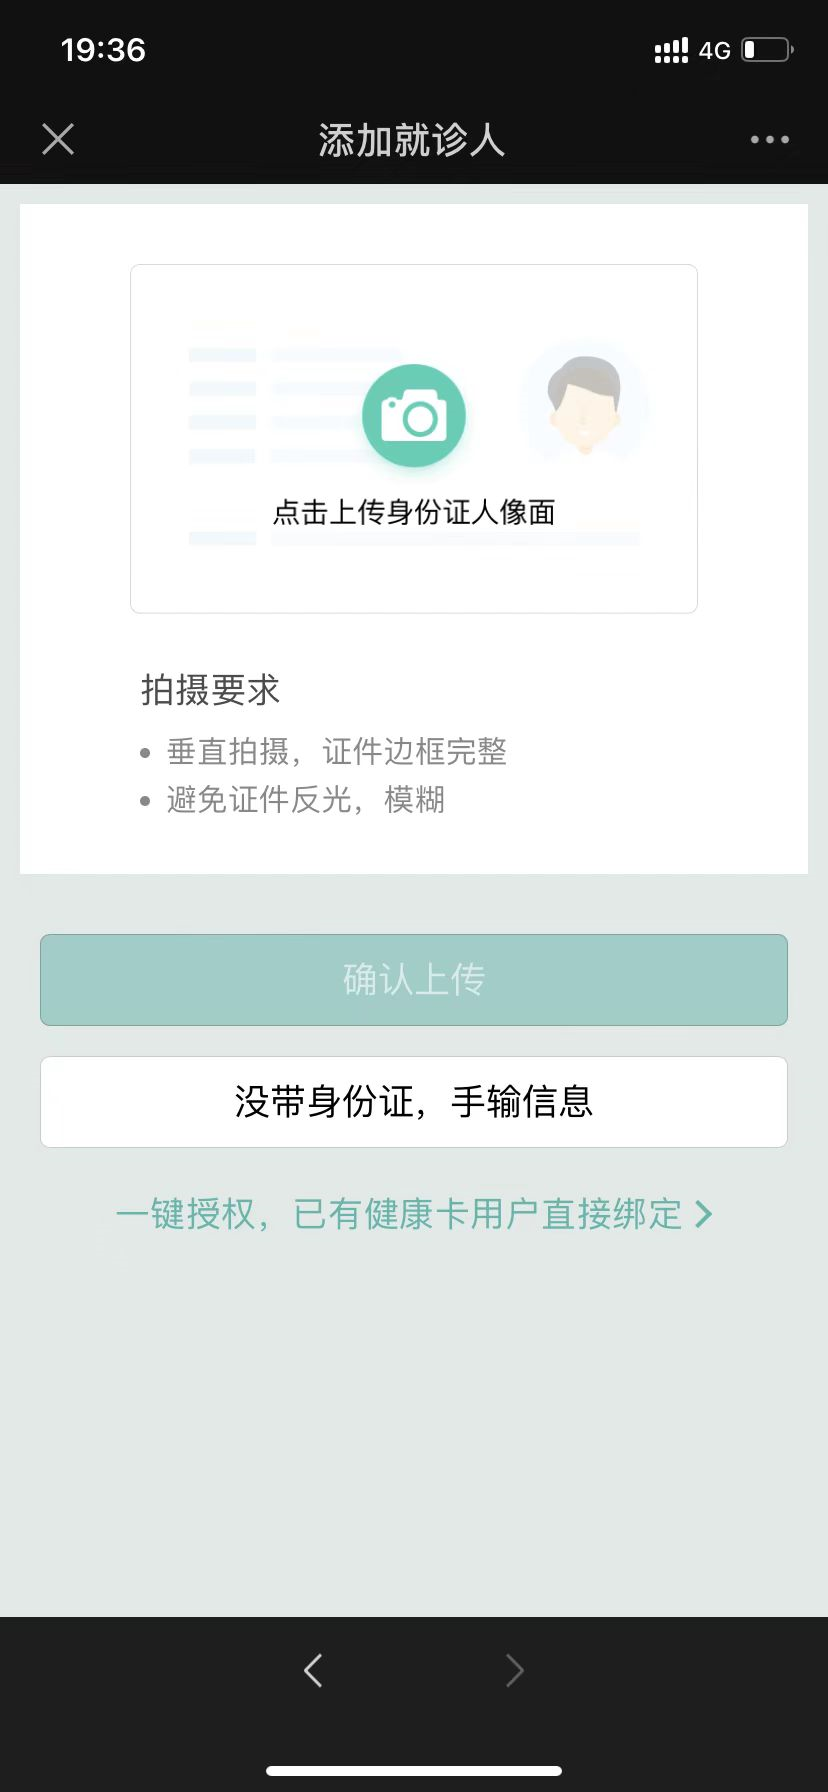 19:36
4G
添加就诊人
点击上传身份证人像面
拍摄要求
垂直拍摄，证件边框完整
避免证件反光，模糊
确认上传
没带身份证，手输信息
一键授权，已有健康卡用户直接绑定